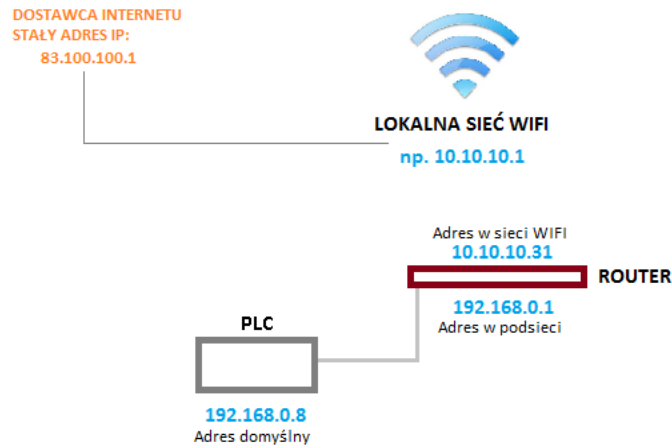 DOSTAWCA INTERNETU
STAŁY ADRES IP:
83.100.100.1
LOKALNA SIEĆ WIFI
np. 10.10.10.1
Adres w sieci WIFI
10.10.10.31
ROUTER
192.168.0.1
Adres w podsieci
PLC
192.168.0.8
Adres domyślny